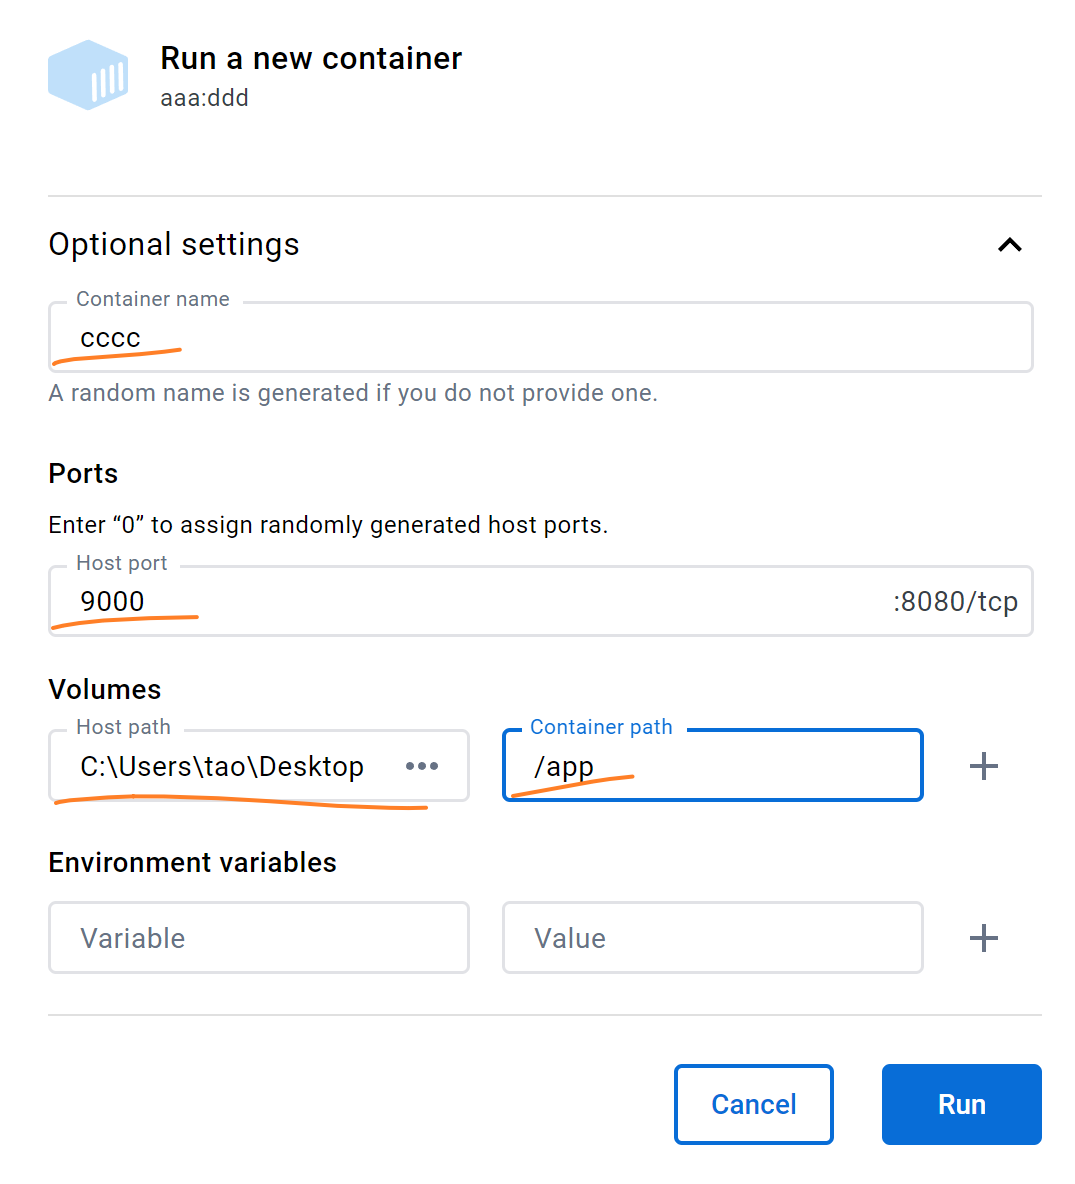 Run a new container
aaa:ddd
Optional settings
Container name
cccc
A random name is generated if you do not provide one.
Ports
Enter “0” to assign randomly generated host ports.
Host port
9000 :8080/tcp
Volumes
Host path Container path
C:\Users\tao\Desktop ••• /app +
Environment variables
Variable Value +
Cancel Run